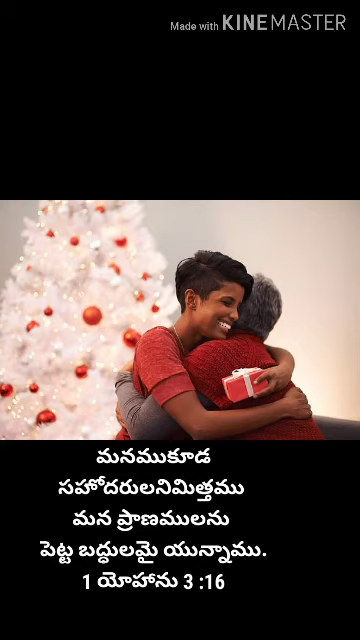 Made with KINEMASTER
మనముకూడ
సహోదరులనిమిత్తము
మన ప్రాణములను
పెట్ట బద్ధులమై యున్నాము.
1 యోహాను 3 :16